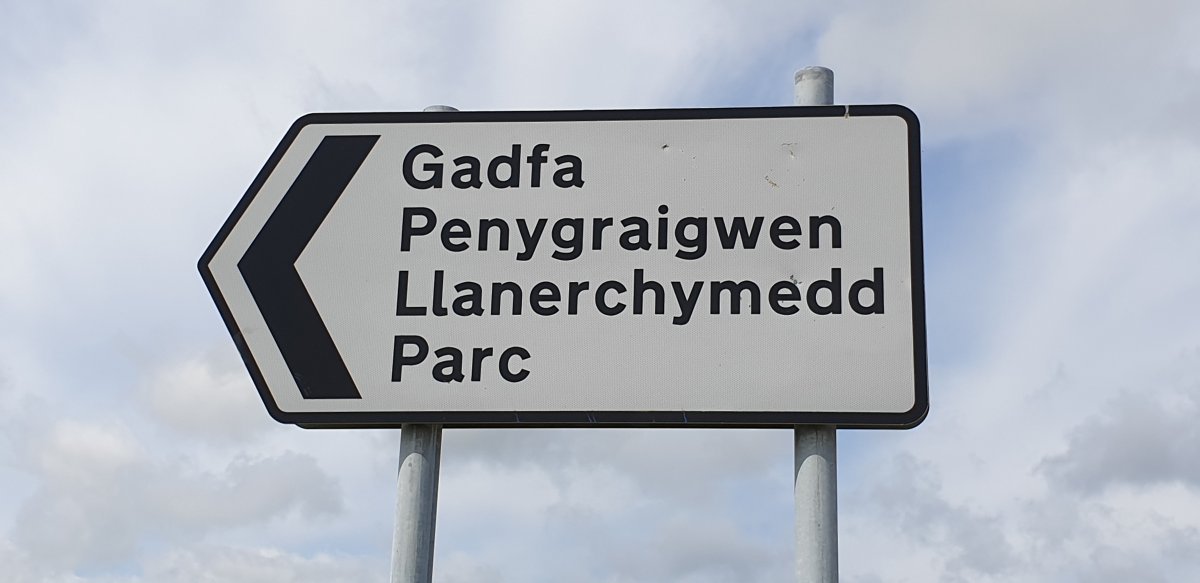 Gadfa
Penygraigwen
Llanerchymedd
Parc